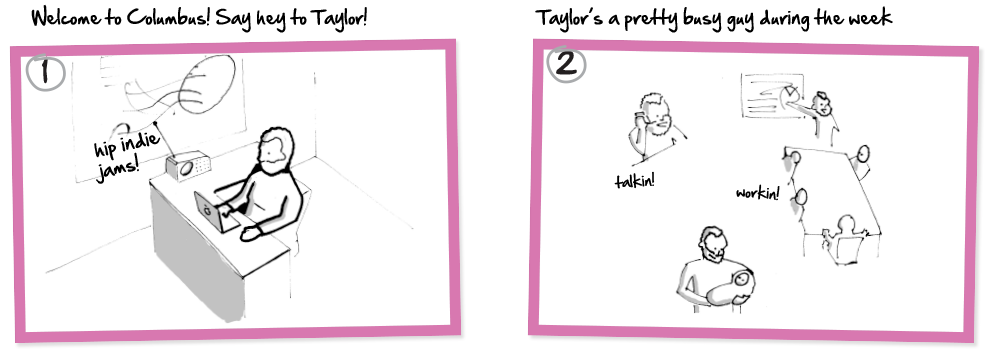 Welcome to Columbus! Say hey to Taylor!
1
hip indie
jams!
Taylor's a pretty busy guy during the week
2
talkin!
workin!